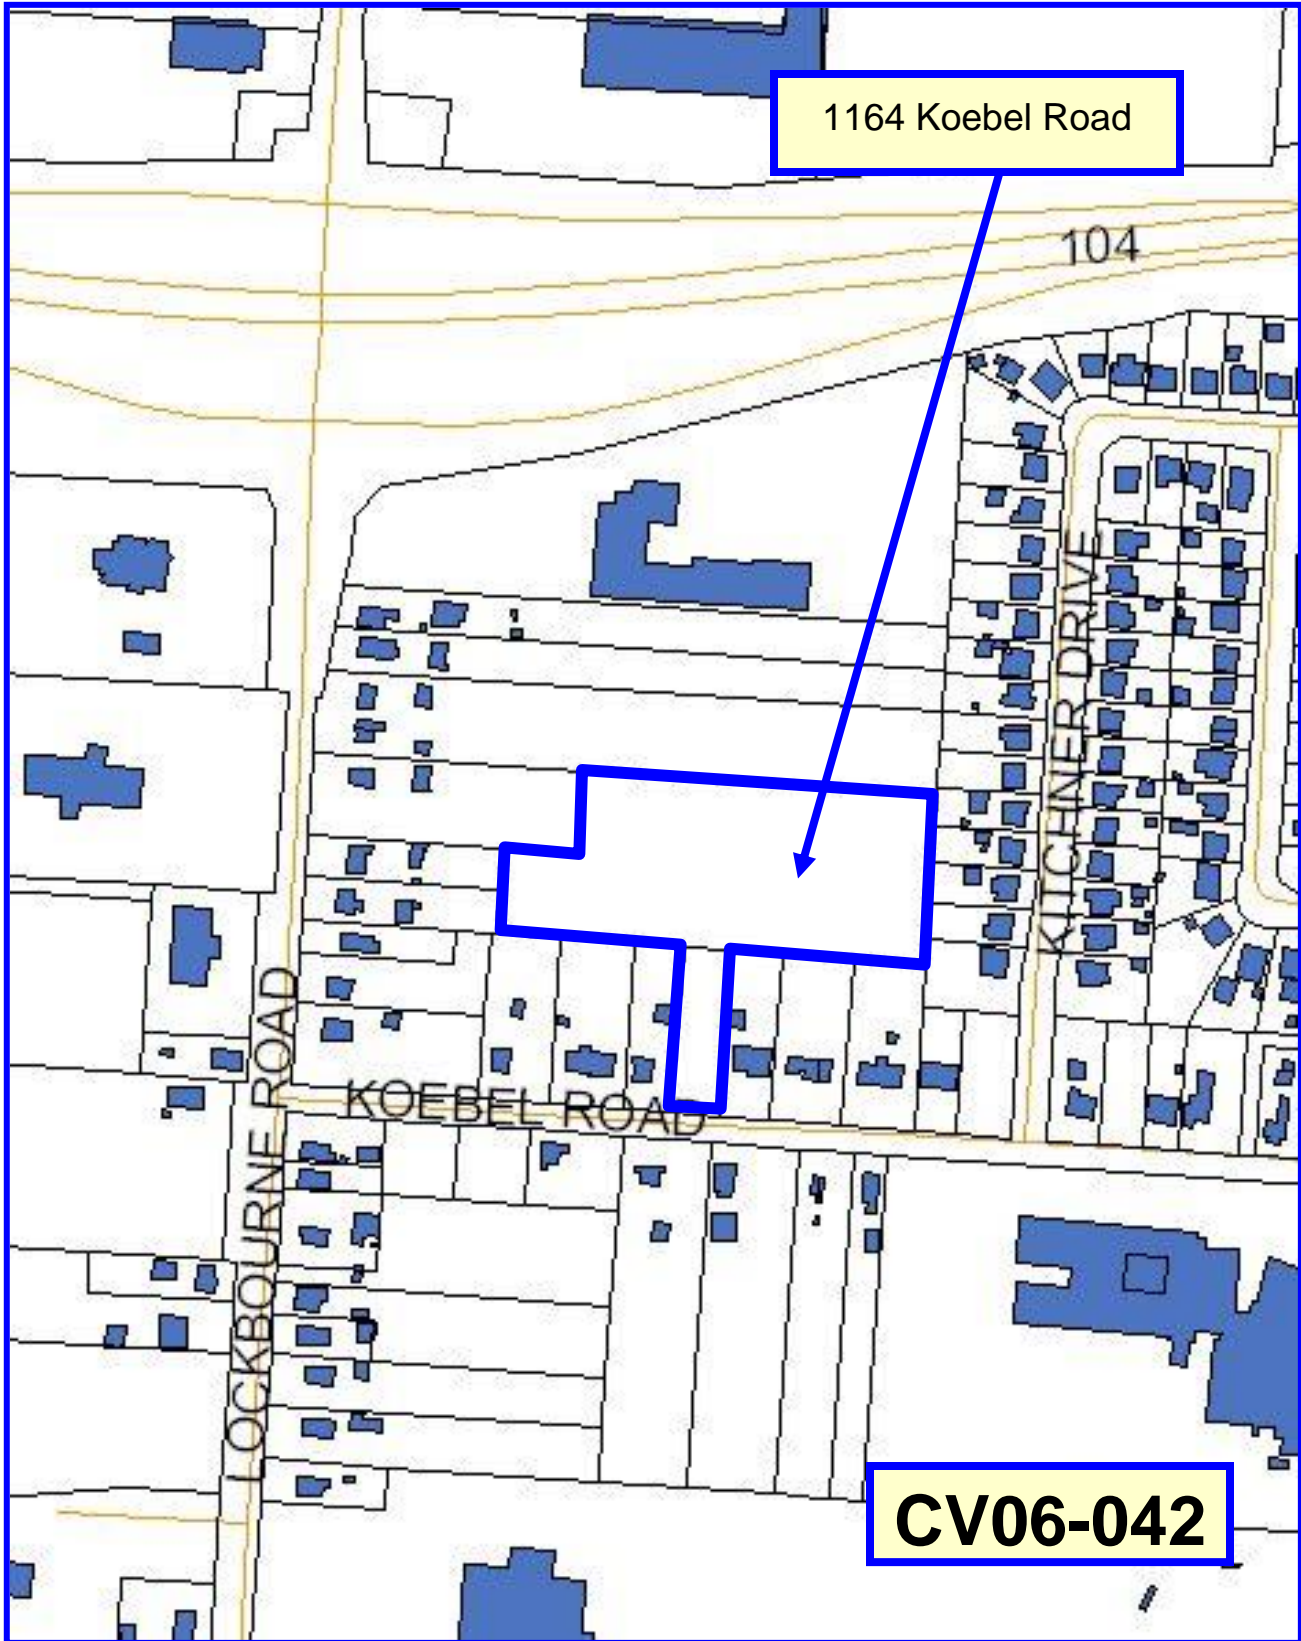 1164 Koebel Road
104
KITCHNER DRIVE
KOEBEL ROAD
LOCKBOURNE ROAD
CV06-042